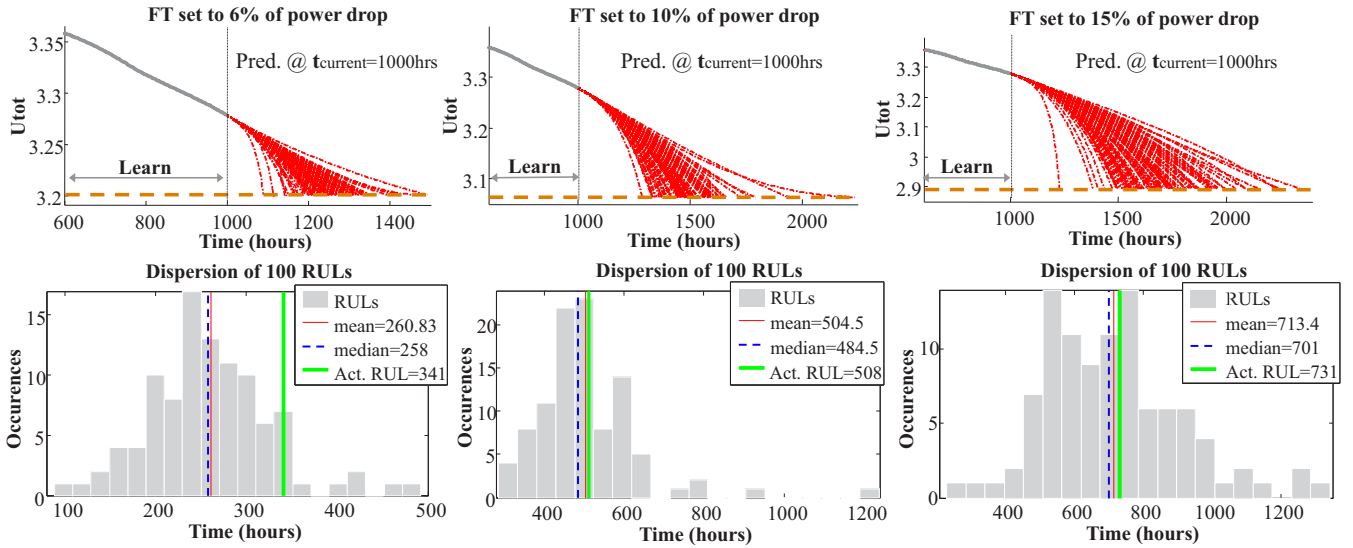 FT set to 6% of power drop
3.35
3.3
3.25
3.2
Utot
Pred. @ tcurrent=1000hrs
Learn
600 800 1000 1200 1400
Time (hours)
FT set to 10% of power drop
3.3
3.2
3.1
Pred. @ tcurrent=1000hrs
Learn
1000 1500 2000
Time (hours)
FT set to 15% of power drop
3.4
3.3
3.2
3.1
3
2.9
Utot
Pred. @ tcurrent=1000hrs
Learn
1000 1500 2000
Time (hours)
Dispersion of 100 RULs
15
10
5
0
Occurences
RULs
mean=260.83
median=258
Act. RUL=341
100 200 300 400 500
Time (hours)
Dispersion of 100 RULs
20
15
10
5
0
Occurences
RULs
mean=504.5
median=484.5
Act. RUL=508
400 600 800 1000 1200
Time (hours)
Dispersion of 100 RULs
10
5
0
Occurences
RULs
mean=713.4
median=701
Act. RUL=731
400 600 800 1000 1200
Time (hours)